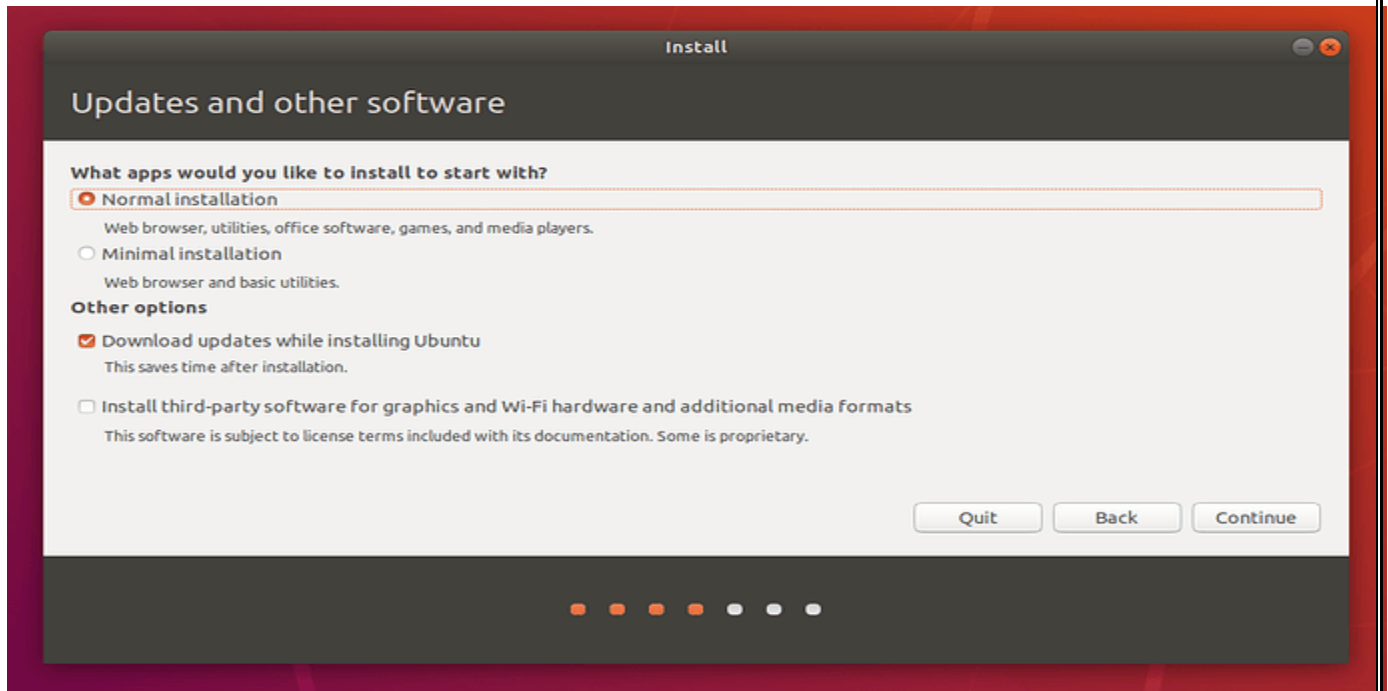 Install
Updates and other software
What apps would you like to install to start with?
Normal installation
Web browser, utilities, office software, games, and media players.
Minimal installation
Web browser and basic utilities.
Other options
Download updates while installing Ubuntu
This saves time after installation.
Install third-party software for graphics and Wi-Fi hardware and additional media formats
This software is subject to license terms included with its documentation. Some is proprietary.
Quit Back Continue